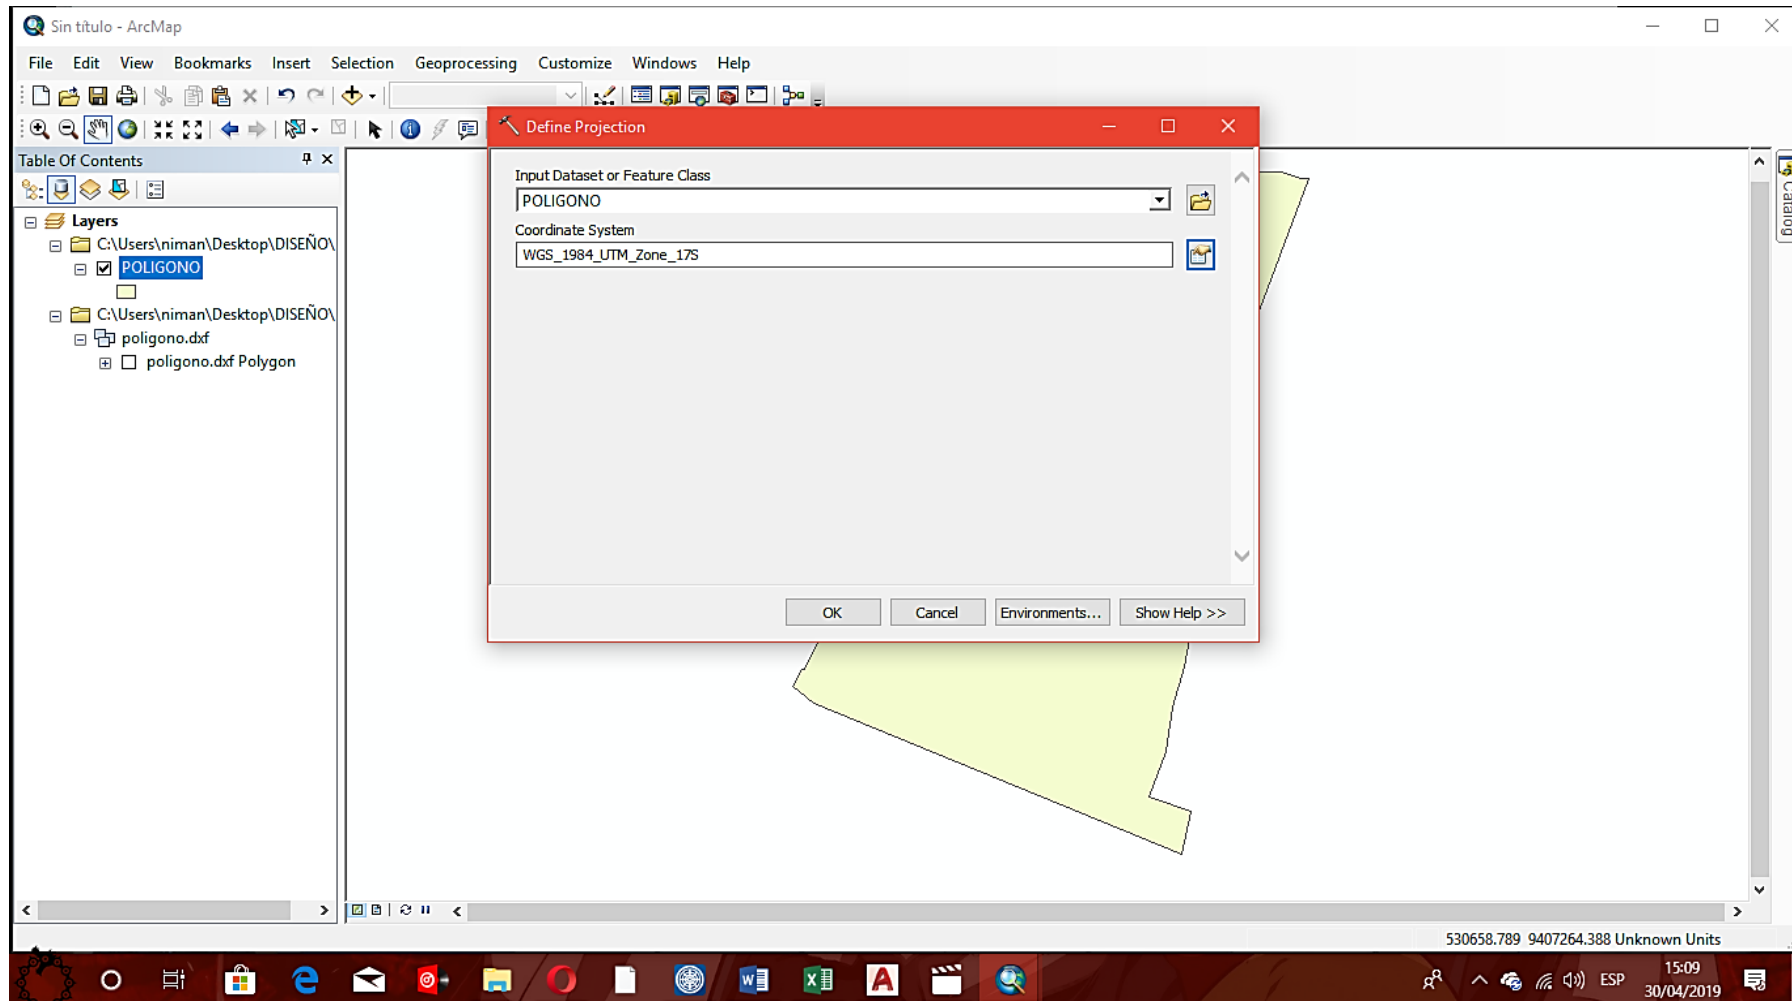 Sin título - ArcMap
File Edit View Bookmarks Insert Selection Geoprocessing Customize Windows Help
Define Projection
Table Of Contents
Layers
C:\Users\niman\Desktop\DISEÑO\
POLIGONO
C:\Users\niman\Desktop\DISEÑO\
poligono.dxf
poligono.dxf Polygon
Input Dataset or Feature Class
POLIGONO
Coordinate System
WGS_1984_UTM_Zone_17S
OK Cancel Environments... Show Help >>
Catalog
530658.789 9407264.388 Unknown Units
ESP
15:09
30/04/2019